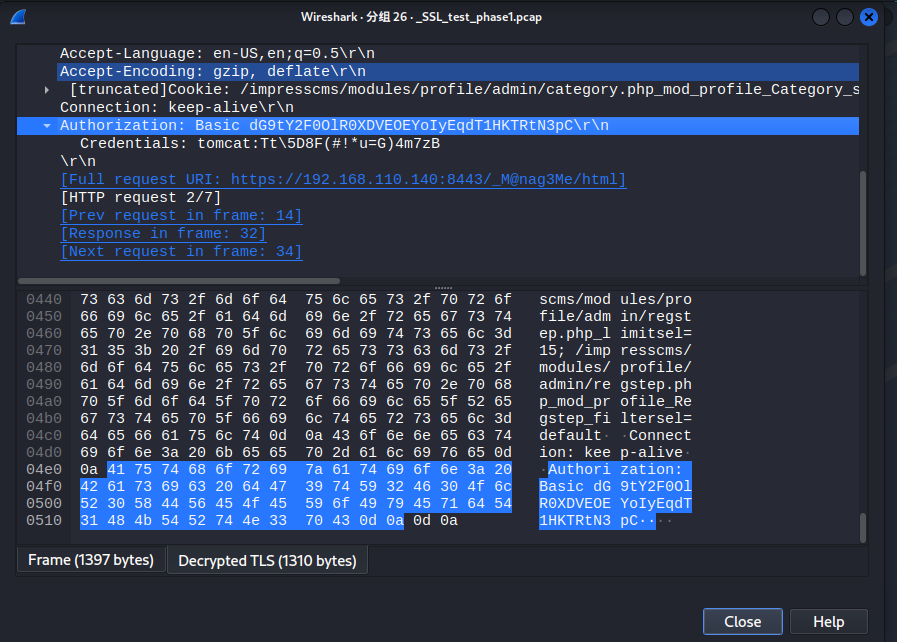 Wireshark · 分组 26 · _SSL_test_phase1.pcap
Accept-Language: en-US,en;q=0.5\r\n
Accept-Encoding: gzip, deflate\r\n
[truncated]Cookie: /impresscms/modules/profile/admin/category.php_mod_profile_Category_s
Connection: keep-alive\r\n
Authorization: Basic dG9tY2F0OlR0XDVEOEYoIyEqdT1HKTRtN3pC\r\n
Credentials: tomcat:Tt\5D8F(#!*u=G)4m7zB
\r\n
[Full request URI: https://192.168.110.140:8443/_M@nag3Me/html]
[HTTP request 2/7]
[Prev request in frame: 14]
[Response in frame: 32]
[Next request in frame: 34]
0440 73 63 6d 73 2f 6d 6f 64 75 6c 65 73 2f 70 72 6f scms/mod ules/pro
0450 66 69 6c 65 2f 61 64 6d 69 6e 2f 72 65 67 73 74 file/adm in/regst
0460 65 70 2e 70 68 70 5f 6c 69 6d 69 74 73 65 6c 3d ep.php_l imitsel=
0470 31 35 3b 20 2f 69 6d 70 72 65 73 73 63 6d 73 2f 15; /imp resscms/
0480 6d 6f 64 75 6c 65 73 2f 70 72 6f 66 69 6c 65 2f modules/ profile/
0490 61 64 6d 69 6e 2f 72 65 67 73 74 65 70 2e 70 68 admin/re gstep.ph
04a0 70 5f 6d 6f 64 5f 70 72 6f 66 69 6c 65 5f 52 65 p_mod_pr ofile_Re
04b0 67 73 74 65 70 5f 66 69 6c 74 65 72 73 65 6c 3d gstep_fi ltersel=
04c0 64 65 66 61 75 6c 74 0d 0a 43 6f 6e 6e 65 63 74 default· ·Connect
04d0 69 6f 6e 3a 20 6b 65 65 70 2d 61 6c 69 76 65 0d ion: kee p-alive·
04e0 0a 41 75 74 68 6f 72 69 7a 61 74 69 6f 6e 3a 20 ·Authori zation:
04f0 42 61 73 69 63 20 64 47 39 74 59 32 46 30 4f 6c Basic dG 9tY2F0Ol
0500 52 30 58 44 56 45 4f 45 59 6f 49 79 45 71 64 54 R0XDVEOE YoIyEqdT
0510 31 48 4b 54 52 74 4e 33 70 43 0d 0a 0d 0a 1HKTRtN3 pC····
Frame (1397 bytes)
Decrypted TLS (1310 bytes)
Close
Help